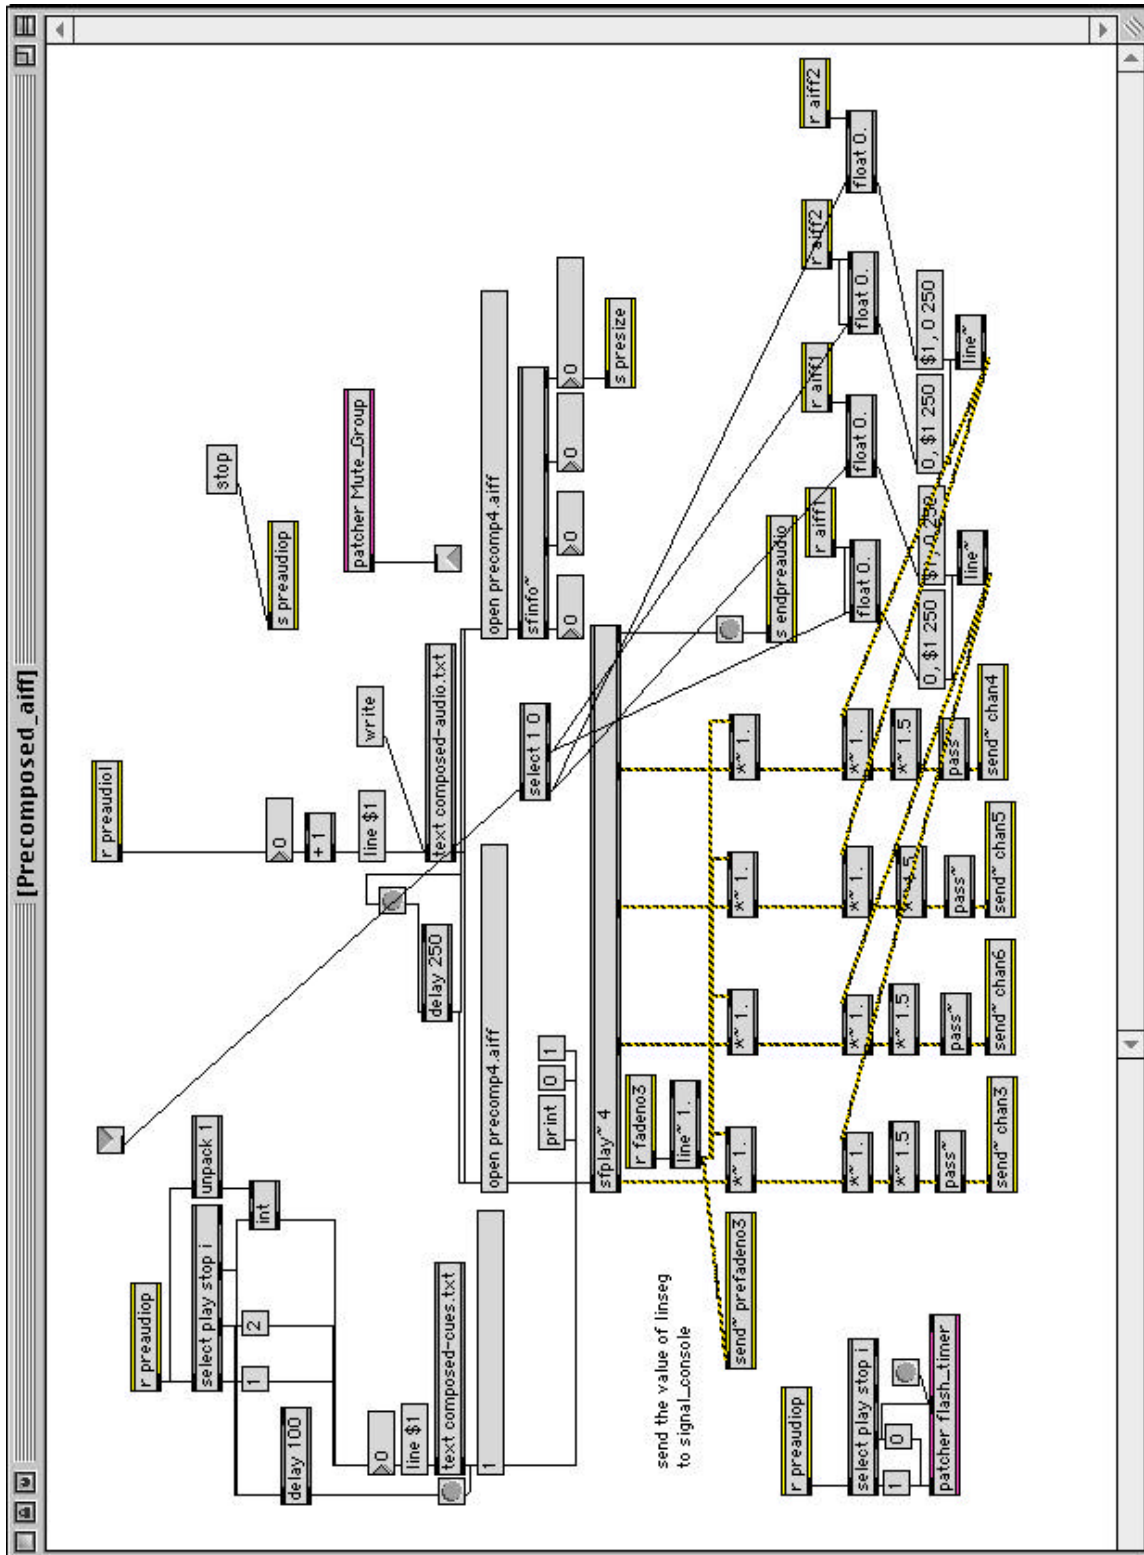 [Precomposed_aiff]
r preaudiop
select play stop i
unpack 1
int
1
2
delay 100
0
line $1
text composed-cues.txt
1
r preaudiol
0
+ 1
line $1
write
text composed-audio.txt
delay 250
stop
s preaudiop
patcher Mute_Group
open precomp4.aiff
open precomp4.aiff
sfinfo~
0
0
0
0
s presize
print
0
1
select 1 0
sfplay~ 4
r fadeno3
line~ 1.
s endpreaudio
send the value of linseg
to signal_console
send~ prefadeno3
*~ 1.
*~ 1.
*~ 1.
*~ 1.
r aiff1
r aiff1
r aiff2
r aiff2
float 0.
float 0.
float 0.
float 0.
*~ 1.
*~ 1.
*~ 1.
*~ 1.
*~ 1.5
*~ 1.5
*~ 1.5
*~ 1.5
0, $1 250
$1, 0 250
0, $1 250
$1, 0 250
line~
line~
pass~
pass~
pass~
pass
send~ chan3
send~ chan6
send~ chan5
send~ chan4
r preaudiop
select play stop i
1
0
patcher flash_timer